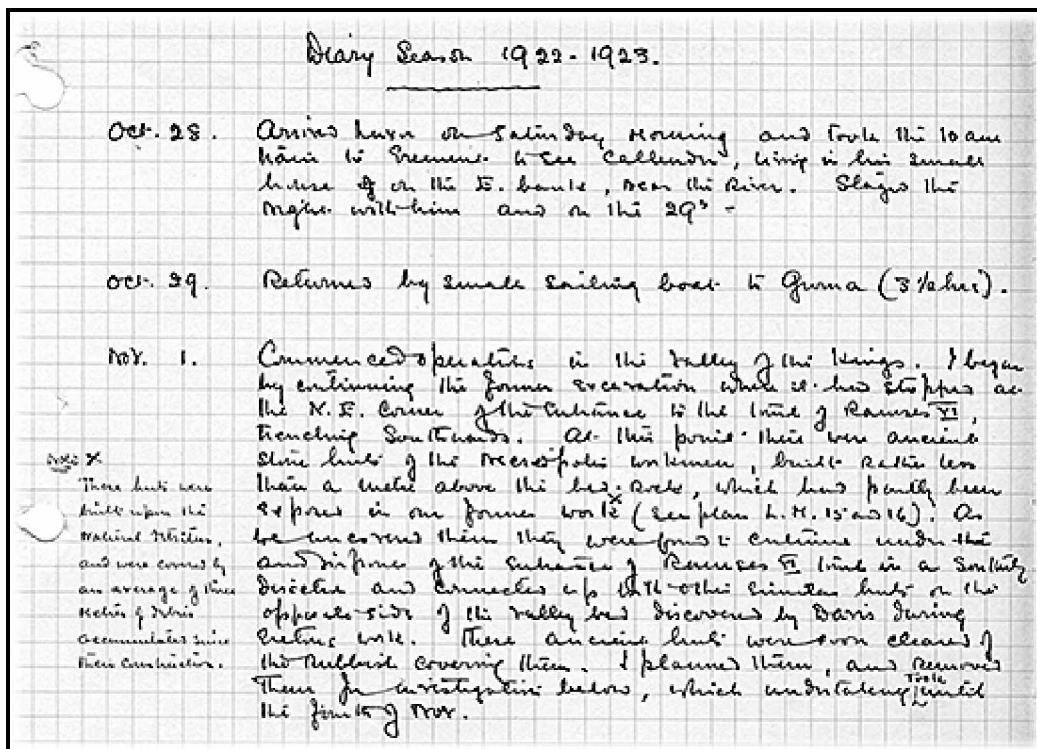 Diary Season 1922-1923.
Oct. 28. Arrived Luxor on Saturday morning and took the 10 am
train to Erment to see Callender, living in his small
house on the E. bank, near the River. Stayed the
night with him and on the 29th -
Oct. 29. Returned by small sailing boat to Gurna (3½ hrs).
Nov. 1. Commenced operations in the Valley of the Kings. I began
by continuing the former excavation where it had stopped at
the N.E. corner of the entrance to the tomb of Ramses VI,
trenching Southwards. At this point there were ancient
stone huts of the Necropolis workmen, built rather less
than a metre above the bed-rock, which had partly been
exposed in our former work x (See plan L.M. 15 and 16). As
we uncovered them they were found to continue under the
and in front of the entrance of Ramses VI tomb in a Southerly
direction and connected up with other similar huts on the
opposite side of the valley bed discovered by Davis during
work. These ancient huts were soon cleared of
the rubbish covering them. I planned them, and removed
them for investigation below, which undertaking took until
the fourth of Nov.
Note x
These huts were
built upon the
natural detritus,
and were covered by
an average of three
metres of debris
accumulated since
their construction.